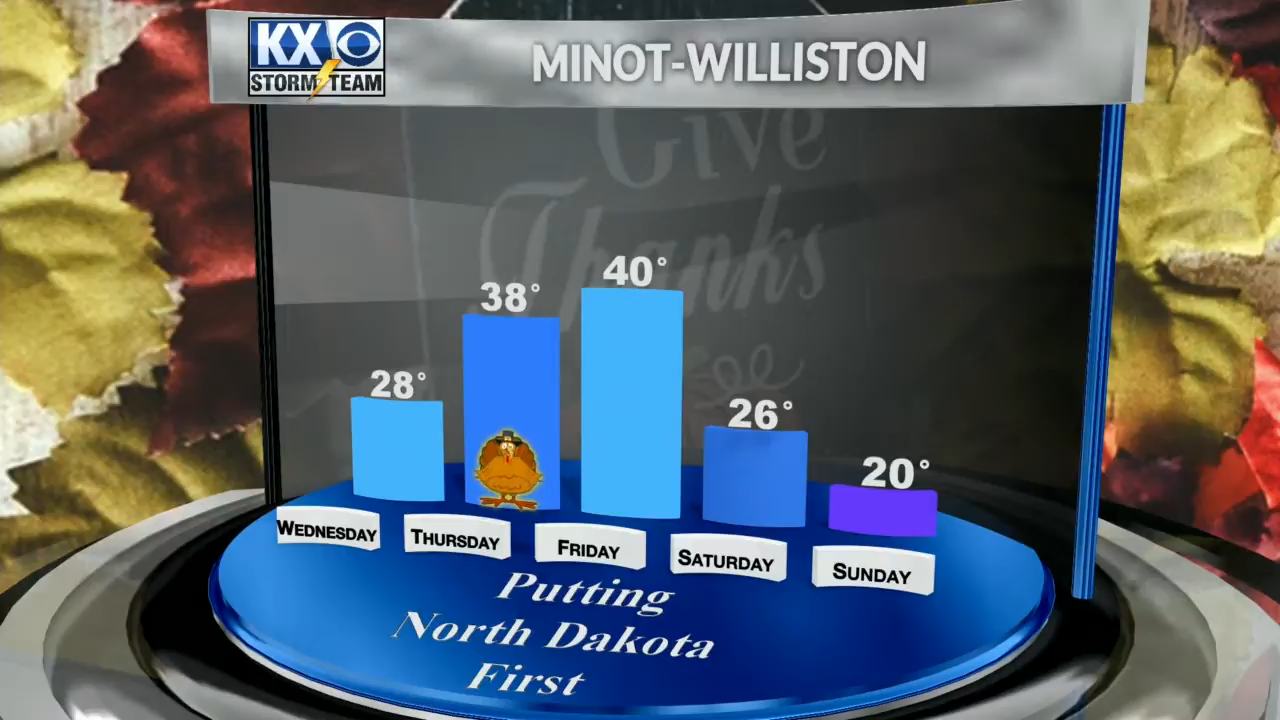 KX
STORM TEAM
MINOT-WILLISTON
Give
Thanks
28°
38°
40°
26°
20°
WEDNESDAY
THURSDAY
FRIDAY
SATURDAY
SUNDAY
Putting
North Dakota
First